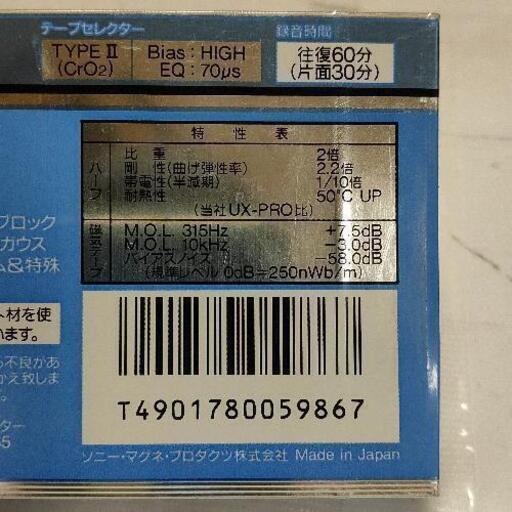 テープセレクター
TYPE II
(CrO2)
Bias : HIGH
EQ : 70μs
録音時間
往復60分
(片面30分)
特性表
ハーフ
比重 2倍
剛性(曲げ弾性率) 2.2倍
帯電性(半減期) 1/10倍
耐熱性 50°C UP
(当社UX-PRO比)
磁気テープ
M.O.L. 315Hz +7.5dB
M.O.L. 10kHz −3.0dB
バイアスノイズ −58.0dB
(規準レベル 0dB=250nWb/m)
ブロック
ガウス
ム&特殊
ト材を使
います。
不良があ
かえ致しま
。
ター
5
T4901780059867
ソニー・マグネ・プロダクツ株式会社 Made in Japan